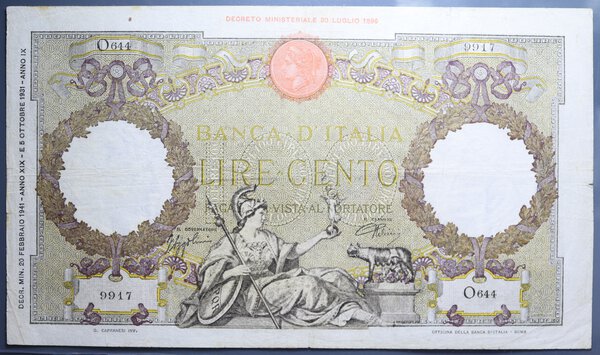 DECRETO MINISTERIALE 20 LUGLIO 1896
O644
9917
BANCA D'ITALIA
LIRE CENTO
VISTA AL PORTATORE
IL GOVERNATORE
IL CASSIERE
9917
O644
DECR. MIN. 20 FEBBRAIO 1941 - ANNO XIX - E 5 OTTOBRE 1931 - ANNO IX
G. CAPRANESI INV.
OFFICINA DELLA BANCA D'ITALIA - ROMA